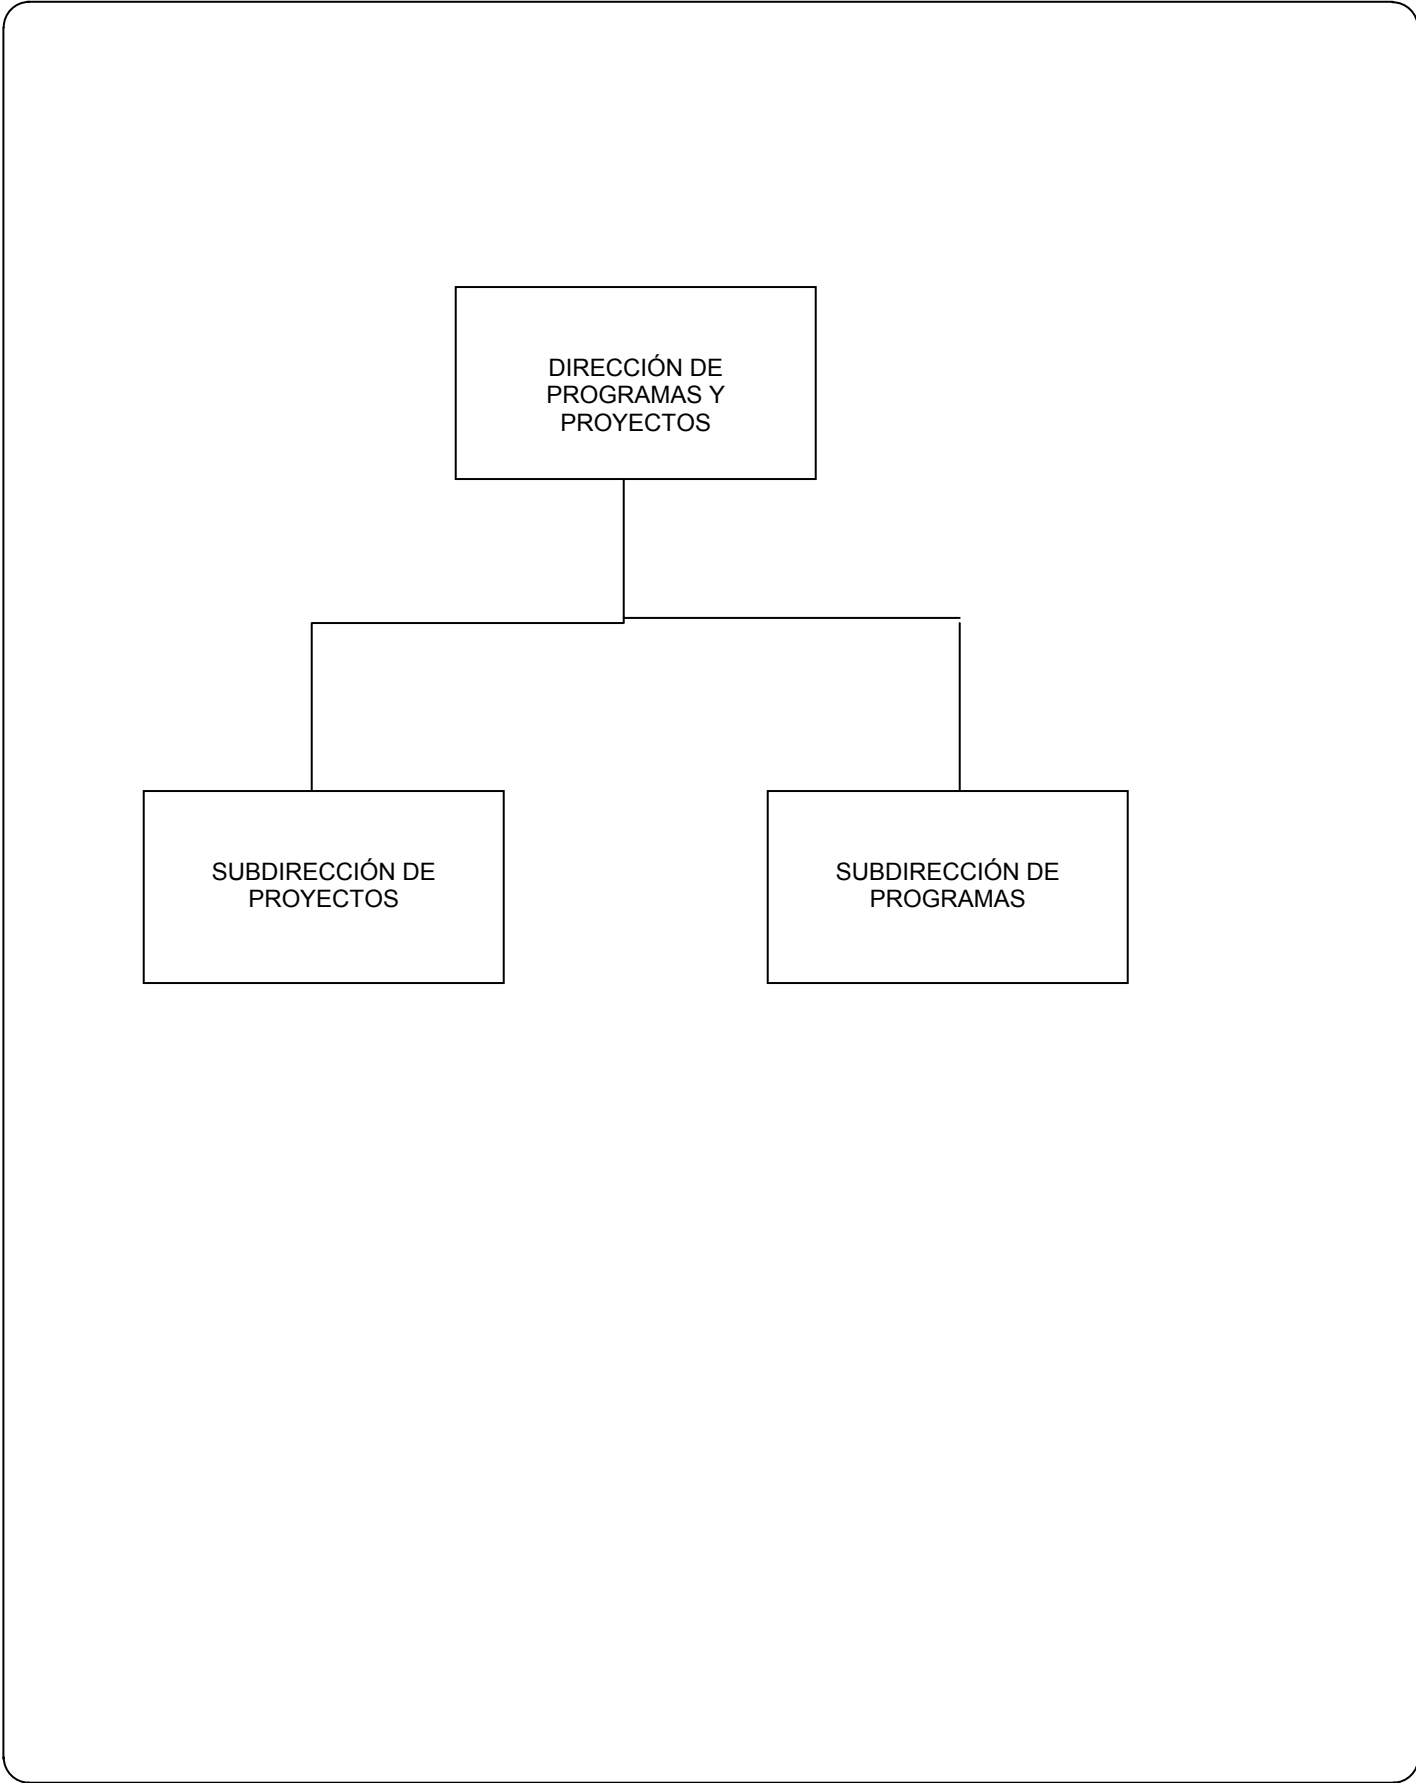 DIRECCIÓN DE
PROGRAMAS Y
PROYECTOS
SUBDIRECCIÓN DE
PROYECTOS
SUBDIRECCIÓN DE
PROGRAMAS